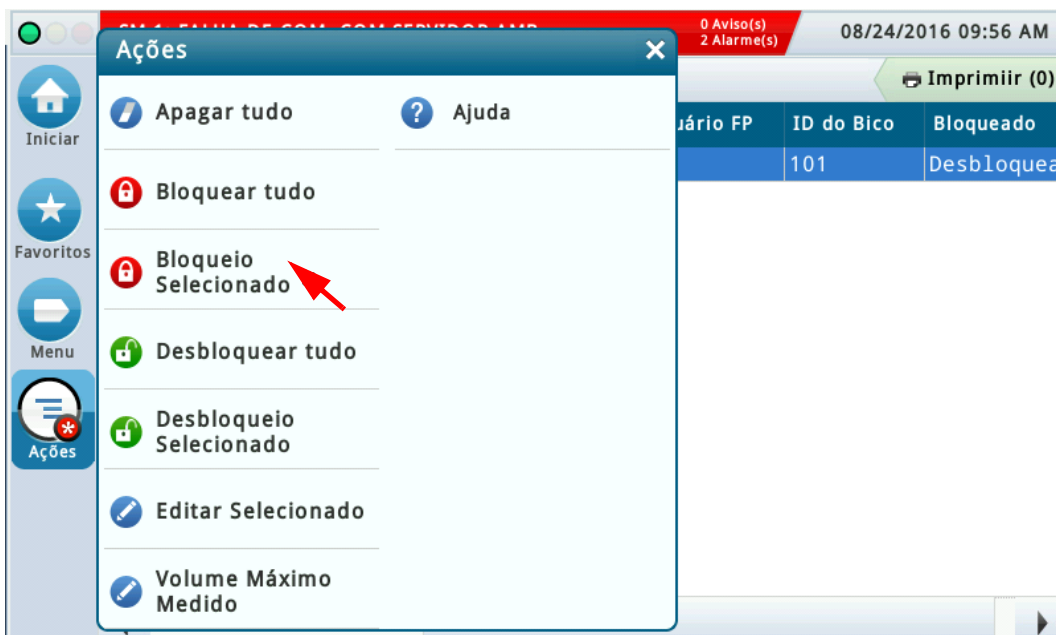 0 Aviso(s)
2 Alarme(s)
08/24/2016 09:56 AM
Ações
Imprimiir (0)
Iniciar
Favoritos
Menu
Ações
Apagar tudo
Ajuda
Bloquear tudo
Bloqueio
Selecionado
Desbloquear tudo
Desbloqueio
Selecionado
Editar Selecionado
Volume Máximo
Medido
uário FP
ID do Bico
Bloqueado
101
Desbloquea